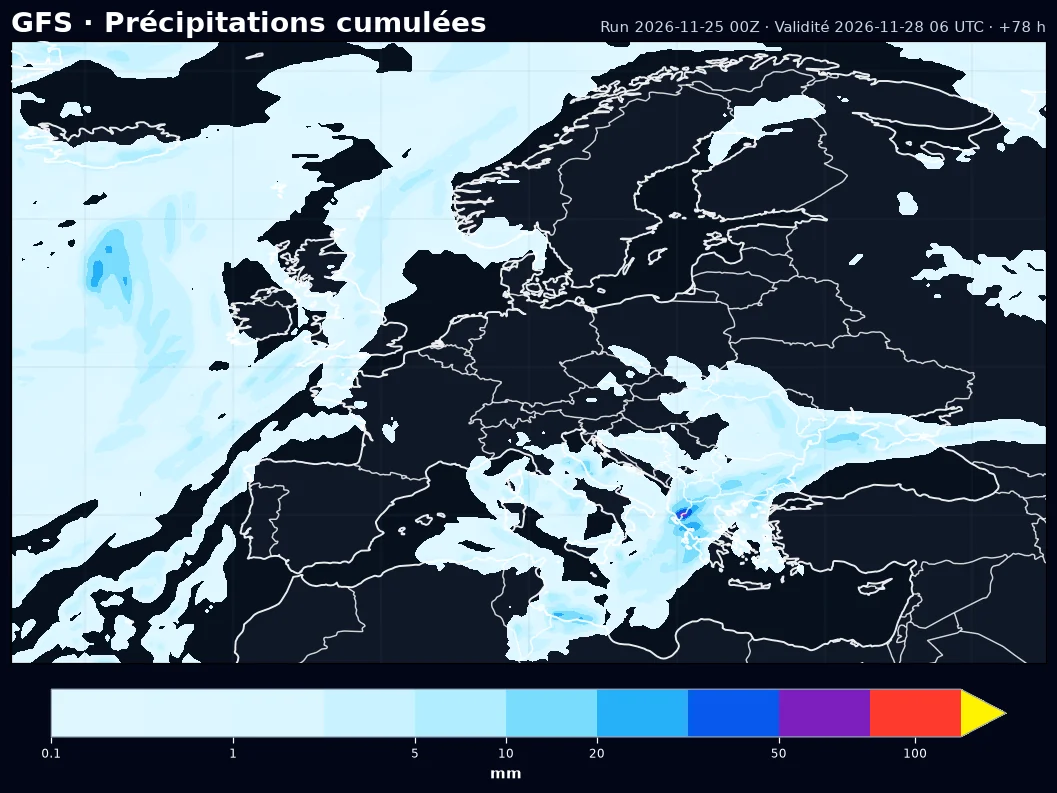 GFS · Précipitations cumulées
Run 2026-11-25 00Z · Validité 2026-11-28 06 UTC · +78 h
0.1 1 5 10 20 50 100
mm